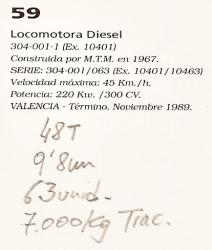 59
Locomotora Diesel
304-001-1 (Ex. 10401)
Construida por M.T.M. en 1967.
SERIE: 304-001/063 (Ex. 10401/10463)
Velocidad máxima: 45 Km./h.
Potencia: 220 Kw. /300 CV.
VALENCIA - Término. Noviembre 1989.
48T
9'8m
63 unid-
7.000/Kg Trac.